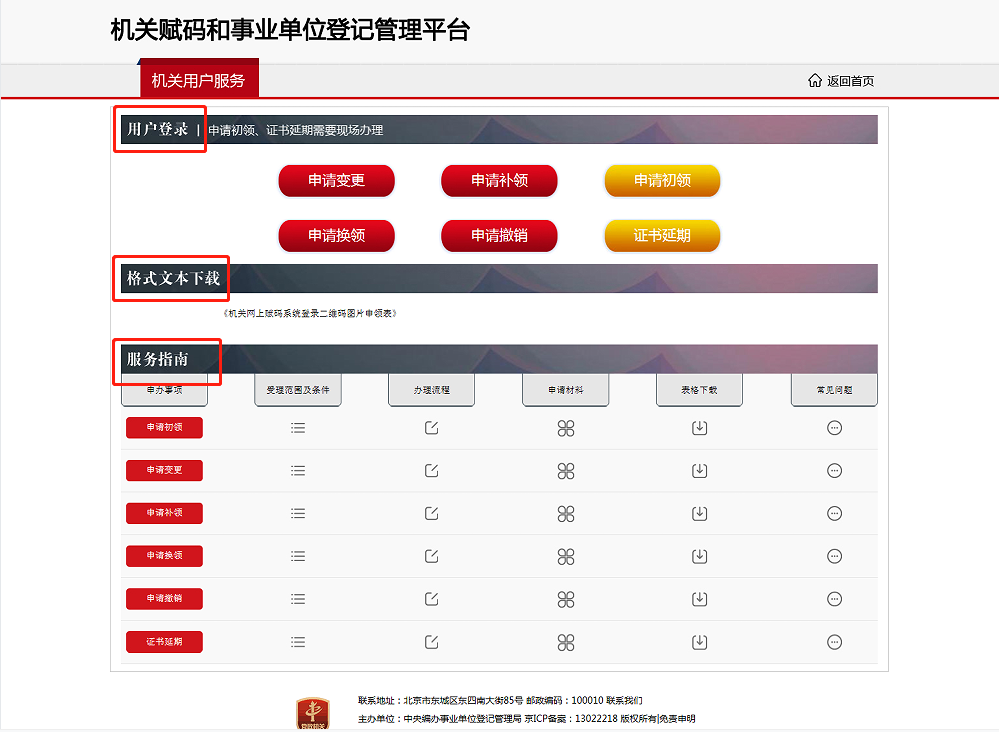 机关赋码和事业单位登记管理平台
机关用户服务
返回首页
用户登录 | 申请初领、证书延期需要现场办理
申请变更 申请补领 申请初领
申请换领 申请撤销 证书延期
格式文本下载
《机关网上赋码系统登录二维码图片申领表》
服务指南
申办事项 受理范围及条件 办理流程 申请材料 表格下载 常见问题
申请初领
申请变更
申请补领
申请换领
申请撤销
证书延期
联系地址：北京市东城区东四南大街85号 邮政编码：100010 联系我们
主办单位：中央编办事业单位登记管理局 京ICP备案：13022218 版权所有|免责申明